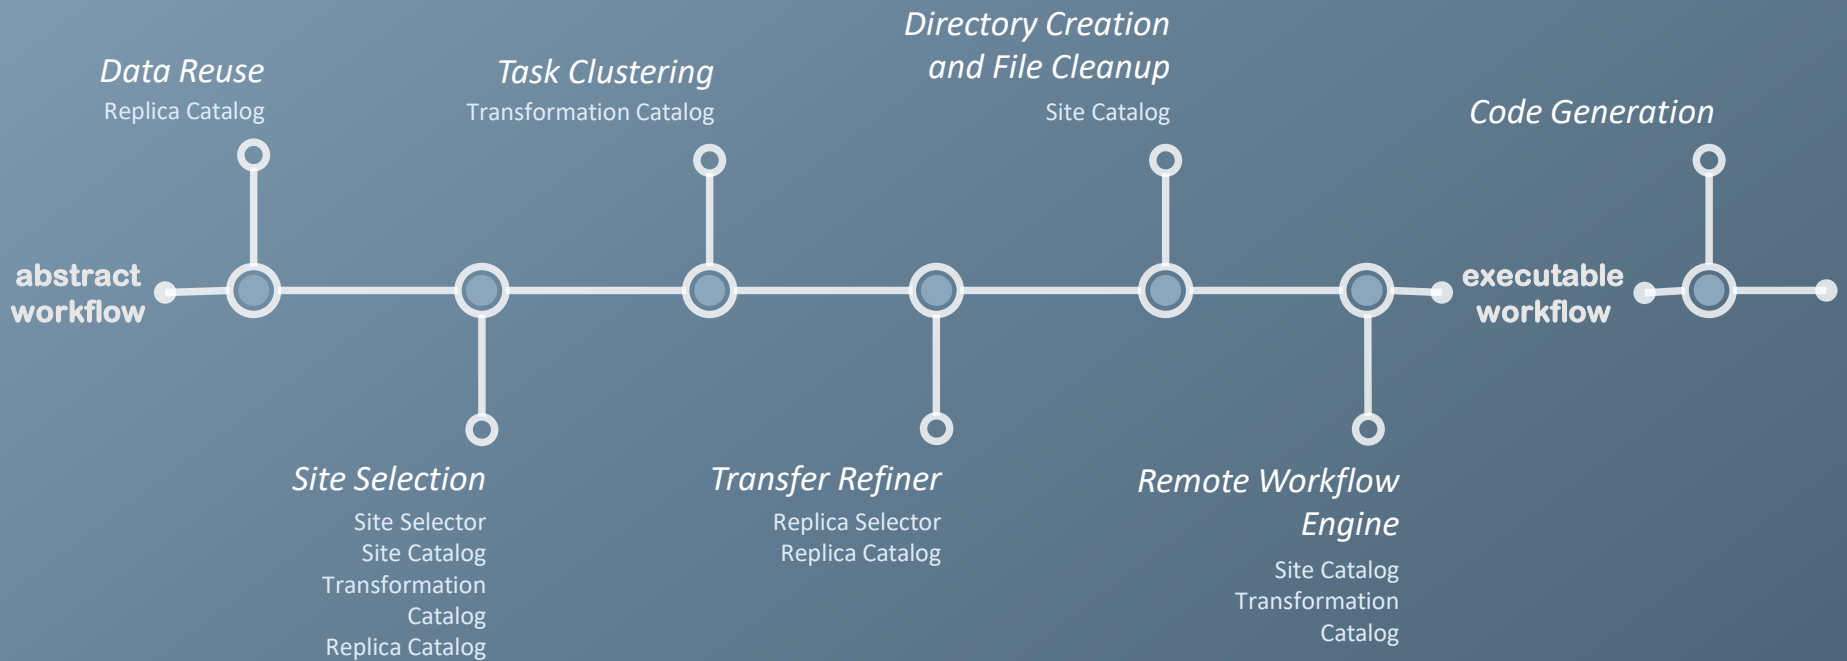 Data Reuse
Replica Catalog
Task Clustering
Transformation Catalog
Directory Creation
and File Cleanup
Site Catalog
Code Generation
abstract
workflow
executable
workflow
Site Selection
Site Selector
Site Catalog
Transformation
Catalog
Replica Catalog
Transfer Refiner
Replica Selector
Replica Catalog
Remote Workflow
Engine
Site Catalog
Transformation
Catalog